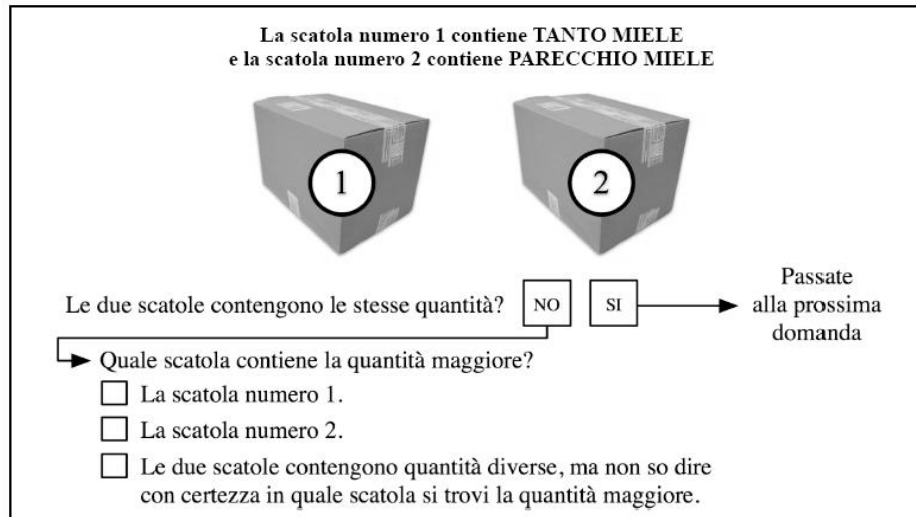 La scatola numero 1 contiene TANTO MIELE
e la scatola numero 2 contiene PARECCHIO MIELE
1
2
Le due scatole contengono le stesse quantità?
NO
SI
Passate
alla prossima
domanda
Quale scatola contiene la quantità maggiore?
La scatola numero 1.
La scatola numero 2.
Le due scatole contengono quantità diverse, ma non so dire
con certezza in quale scatola si trovi la quantità maggiore.